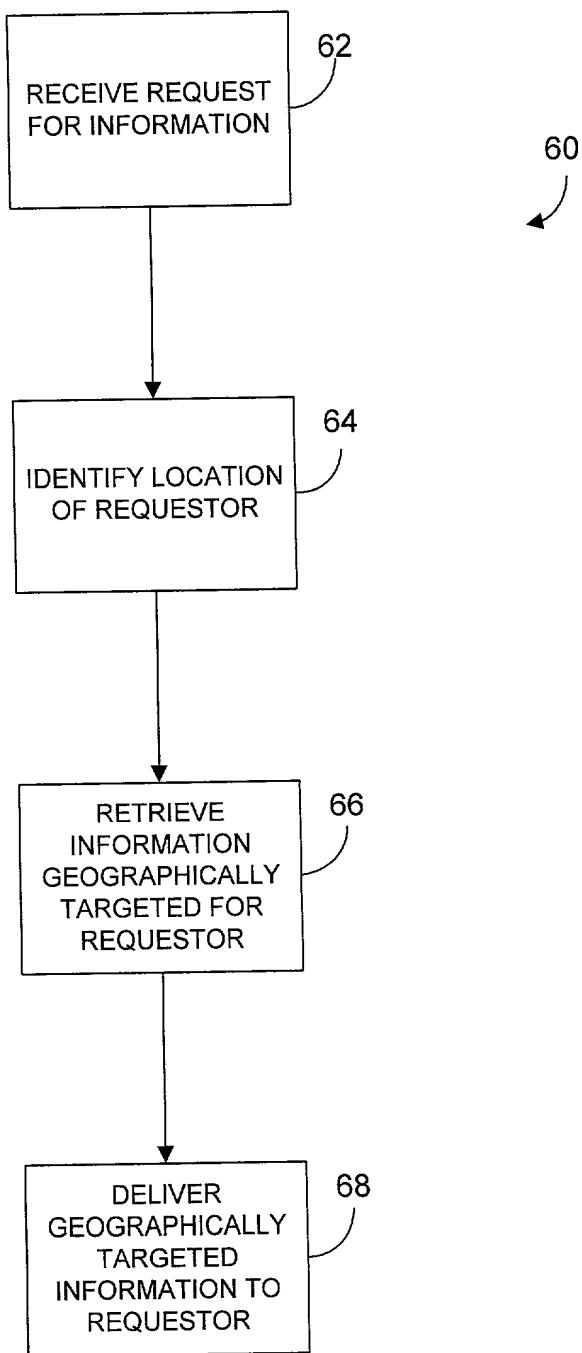 62
RECEIVE REQUEST
FOR INFORMATION
60
64
IDENTIFY LOCATION
OF REQUESTOR
66
RETRIEVE
INFORMATION
GEOGRAPHICALLY
TARGETED FOR
REQUESTOR
68
DELIVER
GEOGRAPHICALLY
TARGETED
INFORMATION TO
REQUESTOR